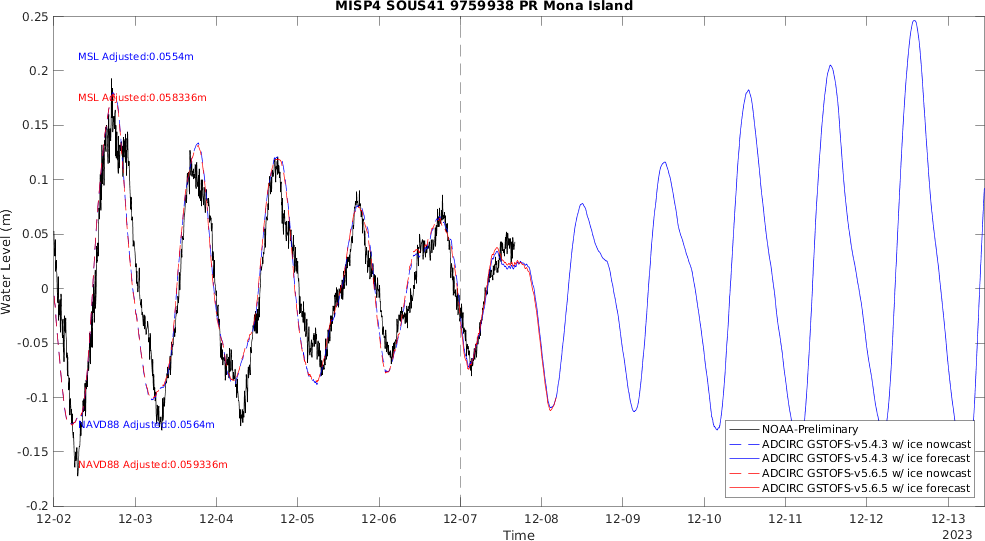 MISP4 SOUS41 9759938 PR Mona Island
MSL Adjusted:0.0554m
MSL Adjusted:0.058336m
NAVD88 Adjusted:0.0564m
NAVD88 Adjusted:0.059336m
Water Level (m)
0.25
0.2
0.15
0.1
0.05
0
-0.05
-0.1
-0.15
-0.2
NOAA-Preliminary
ADCIRC GSTOFS-v5.4.3 w/ ice nowcast
ADCIRC GSTOFS-v5.4.3 w/ ice forecast
ADCIRC GSTOFS-v5.6.5 w/ ice nowcast
ADCIRC GSTOFS-v5.6.5 w/ ice forecast
12-02 12-03 12-04 12-05 12-06 12-07 12-08 12-09 12-10 12-11 12-12 12-13
Time
2023